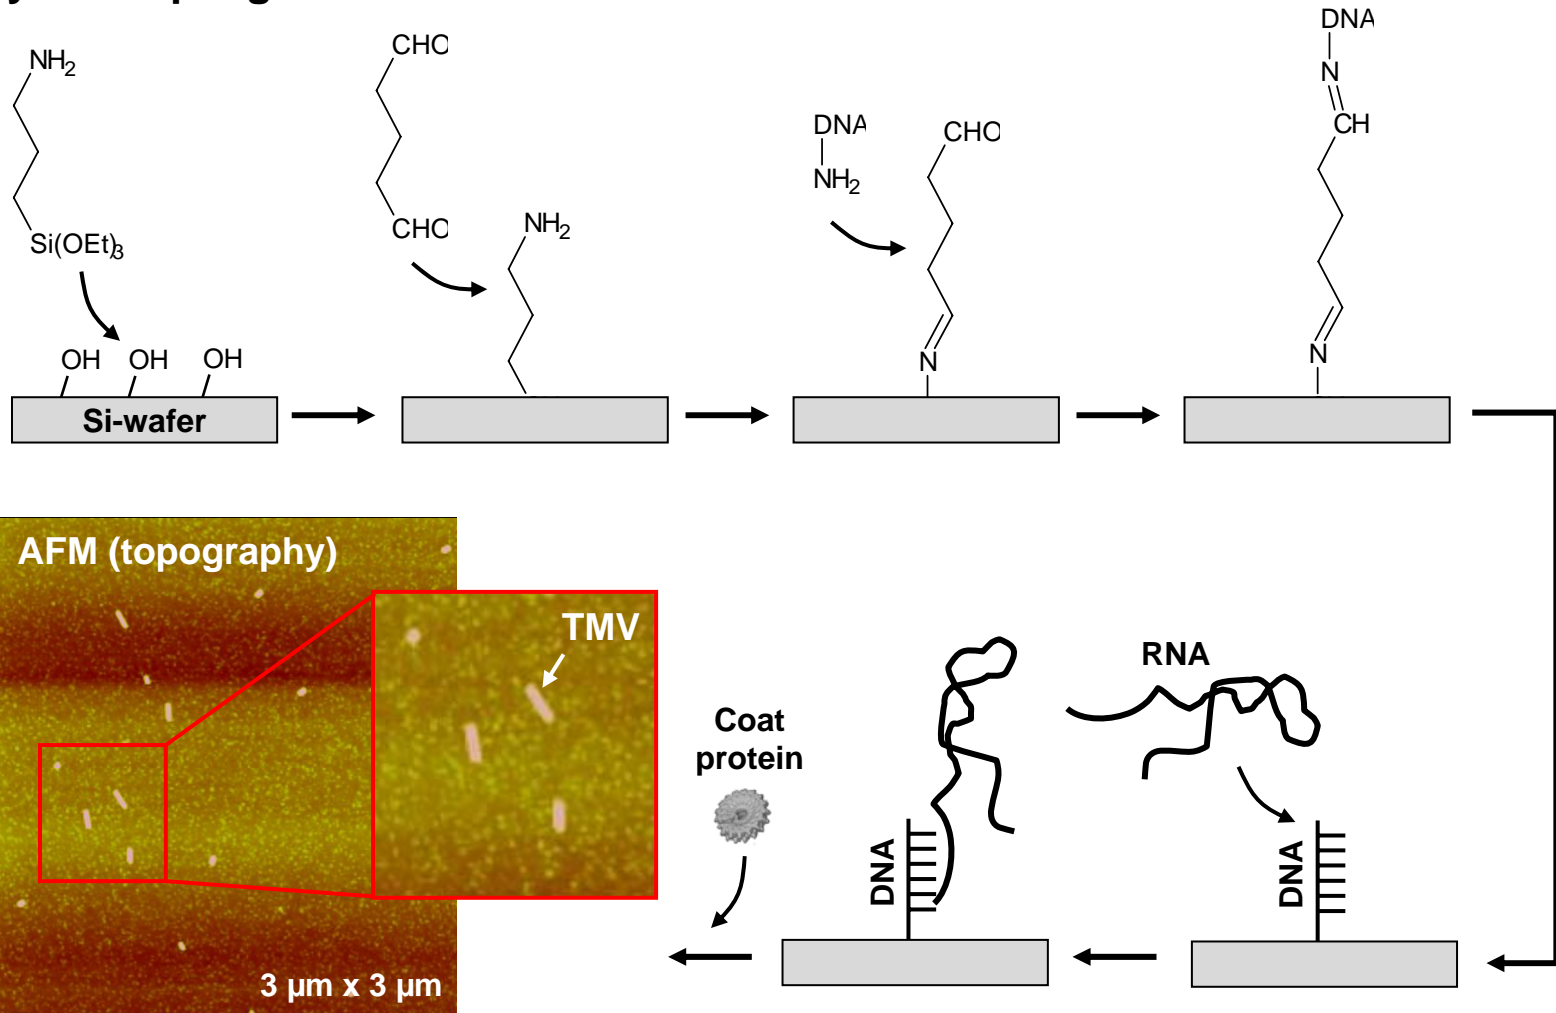 NH2
Si(OEt)3
OH
OH
OH
Si-wafer
CHO
CHO
NH2
DNA
NH2
CHO
N
DNA
N
CH
N
AFM (topography)
TMV
3 µm x 3 µm
Coat
protein
DNA
RNA
DNA